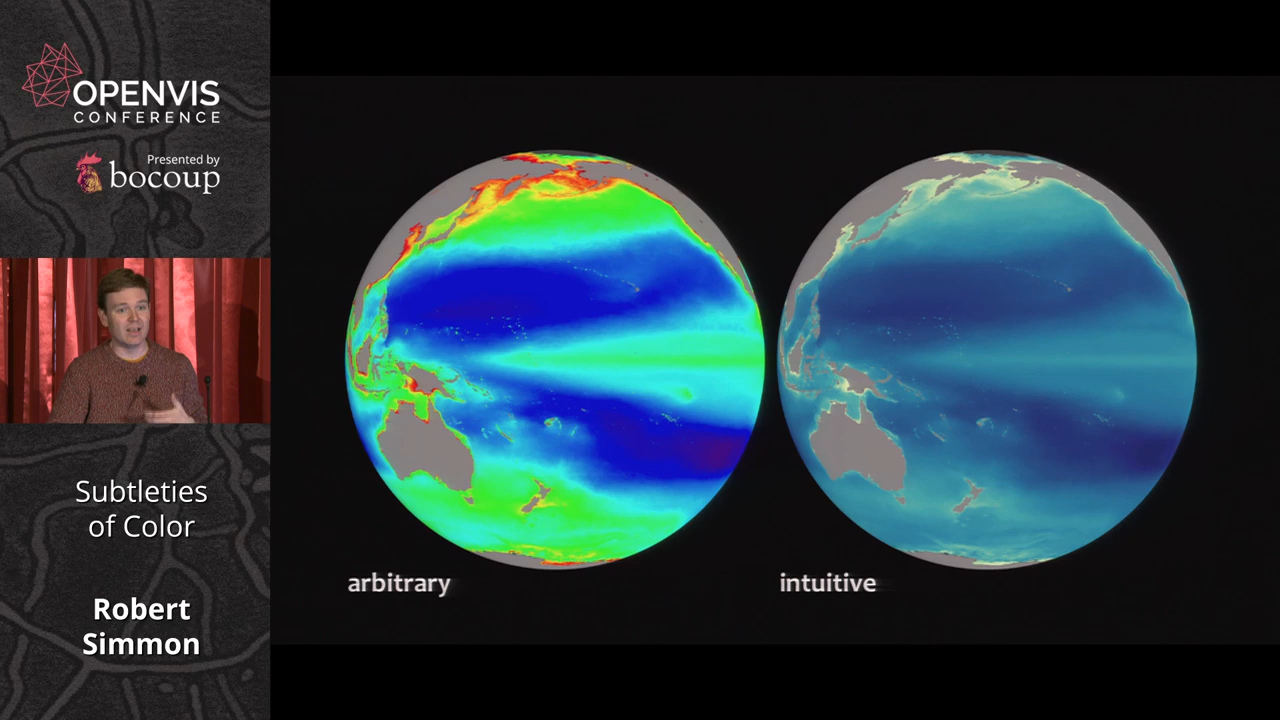 OPENVIS
CONFERENCE
Presented by
bocoup
Subtleties
of Color
Robert
Simmon
arbitrary
intuitive